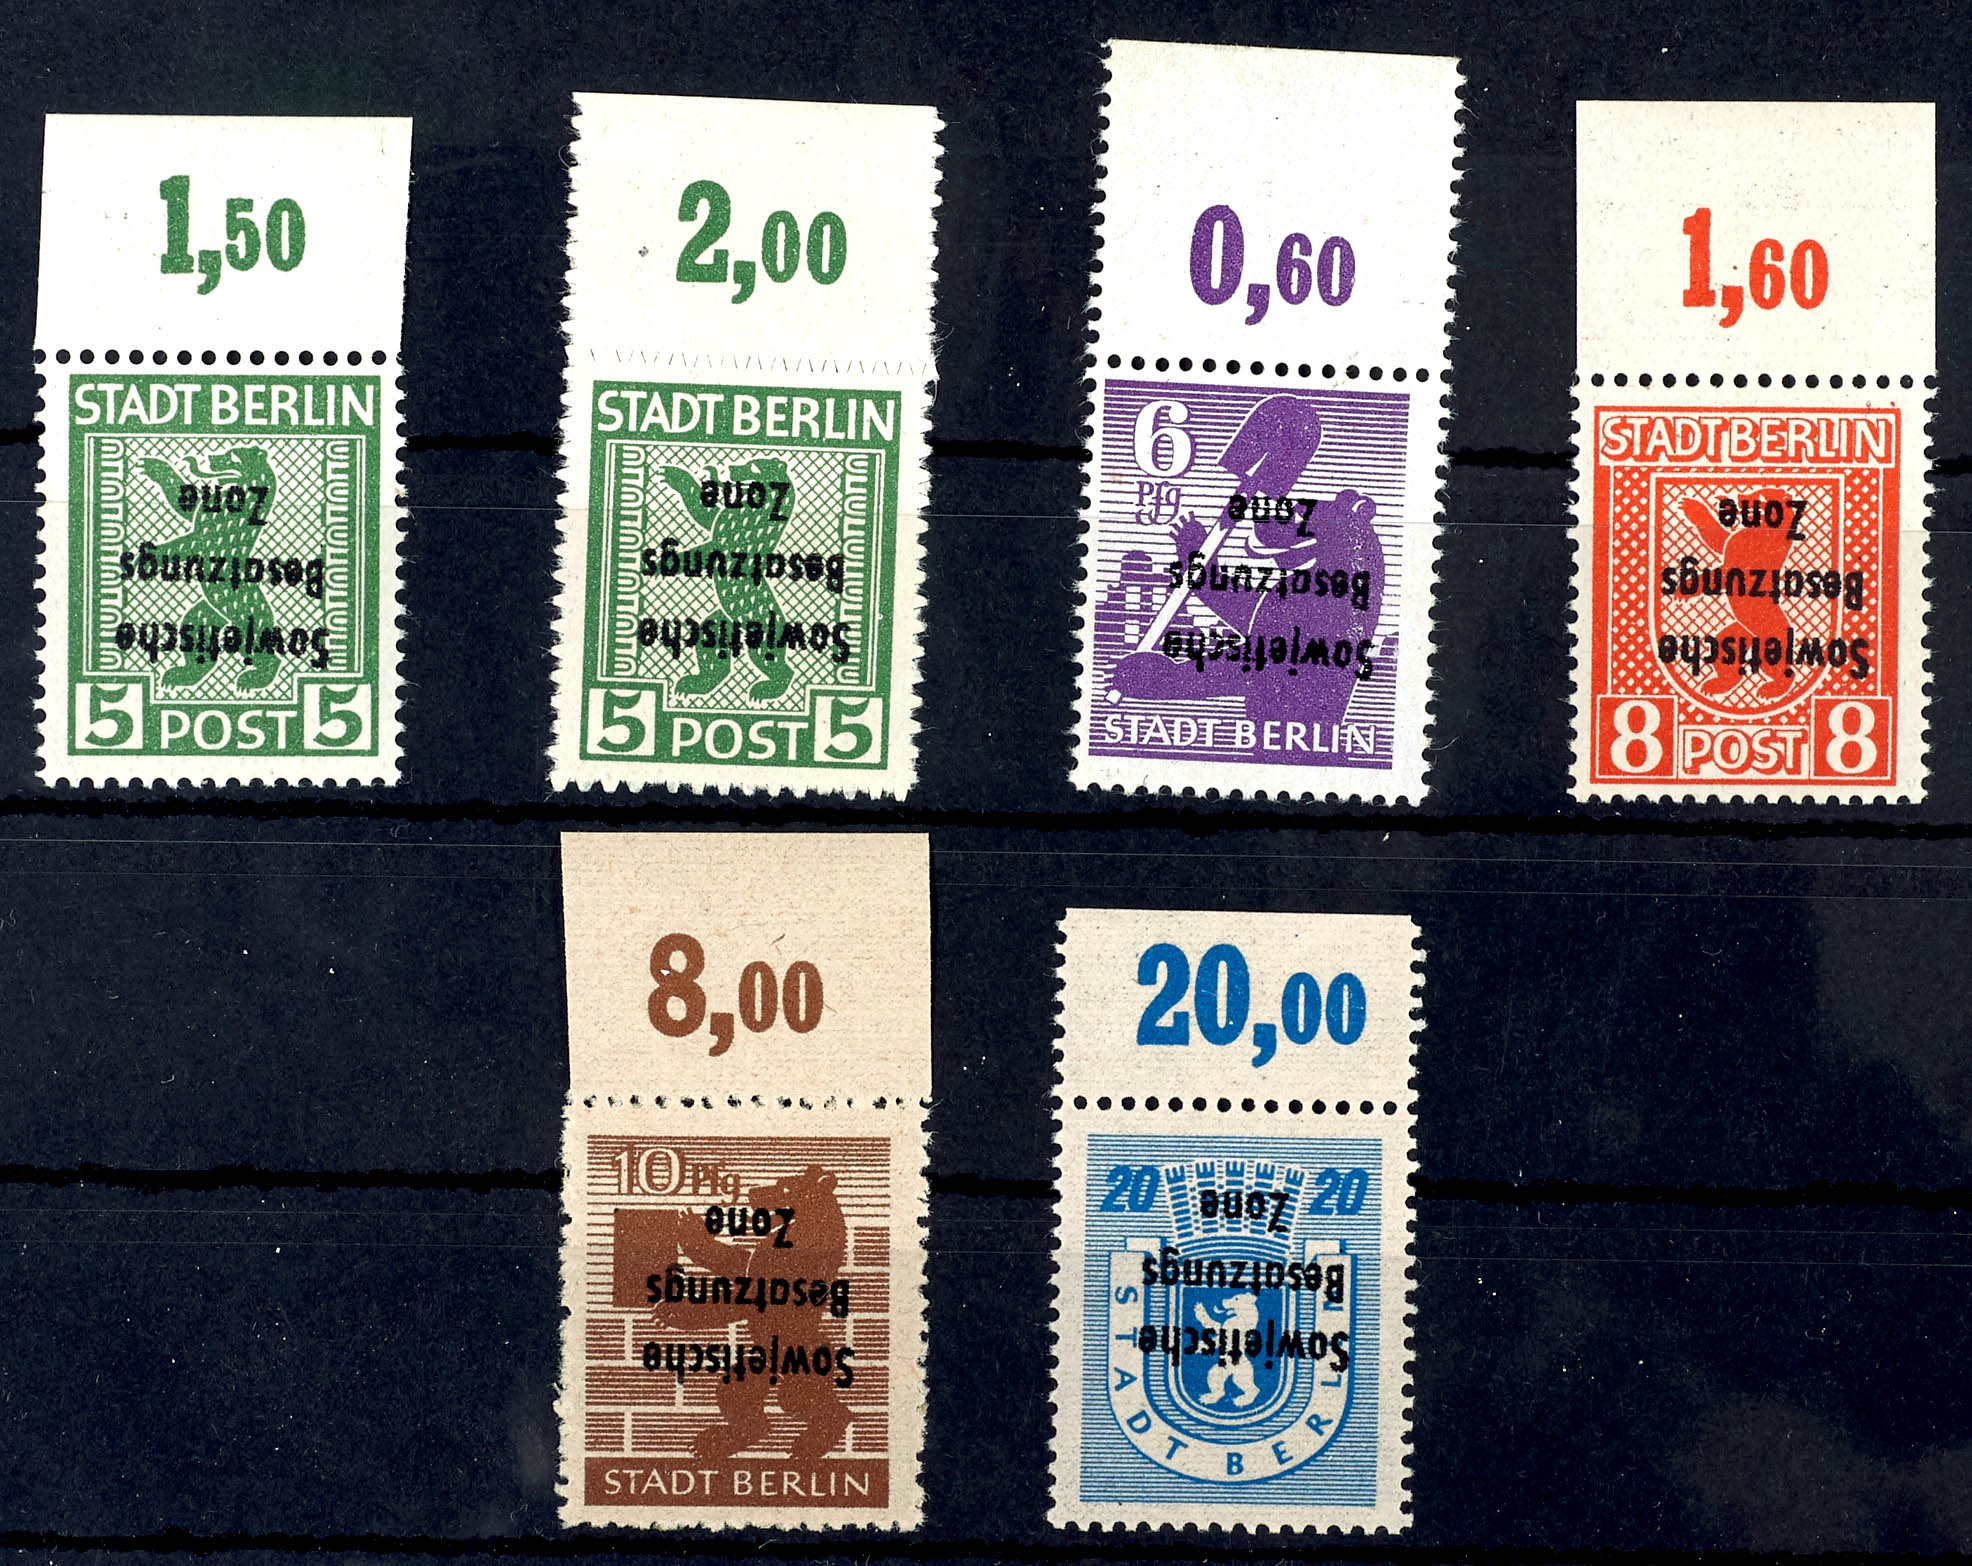 1,50
STADT BERLIN
Sowjetische
Besatzungs
Zone
5 POST 5
2,00
STADT BERLIN
Sowjetische
Besatzungs
Zone
5 POST 5
0,60
6
Pfg
Sowjetische
Besatzungs
Zone
STADT BERLIN
1,60
STADT BERLIN
Sowjetische
Besatzungs
Zone
8 POST 8
8,00
10 Pfg
Sowjetische
Besatzungs
Zone
STADT BERLIN
20,00
20 20
Sowjetische
Besatzungs
Zone
STADT BERLIN